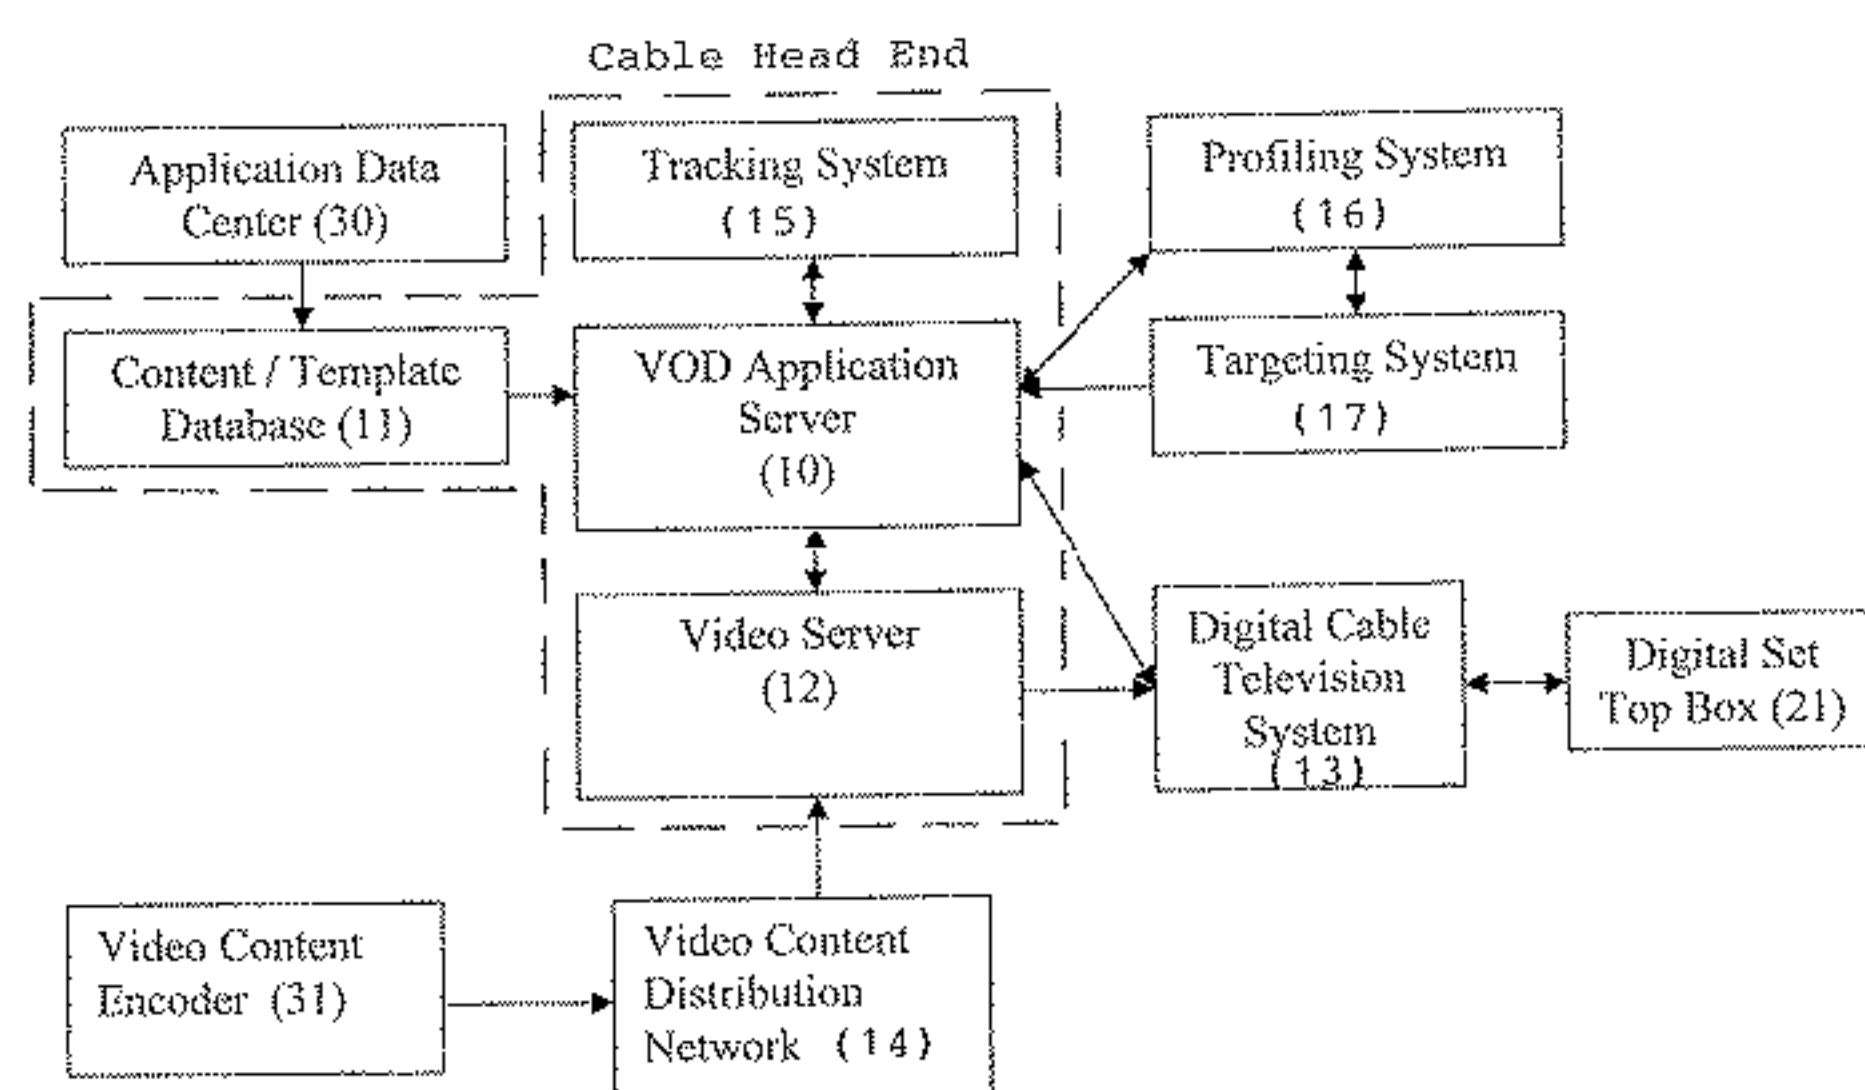 Cable Head End
Application Data
Center (30)
Tracking System
(15)
Profiling System
(16)
Content / Template
Database (11)
VOD Application
Server
(10)
Targeting System
(17)
Video Server
(12)
Digital Cable
Television
System
(13)
Digital Set
Top Box (21)
Video Content
Encoder (31)
Video Content
Distribution
Network (14)